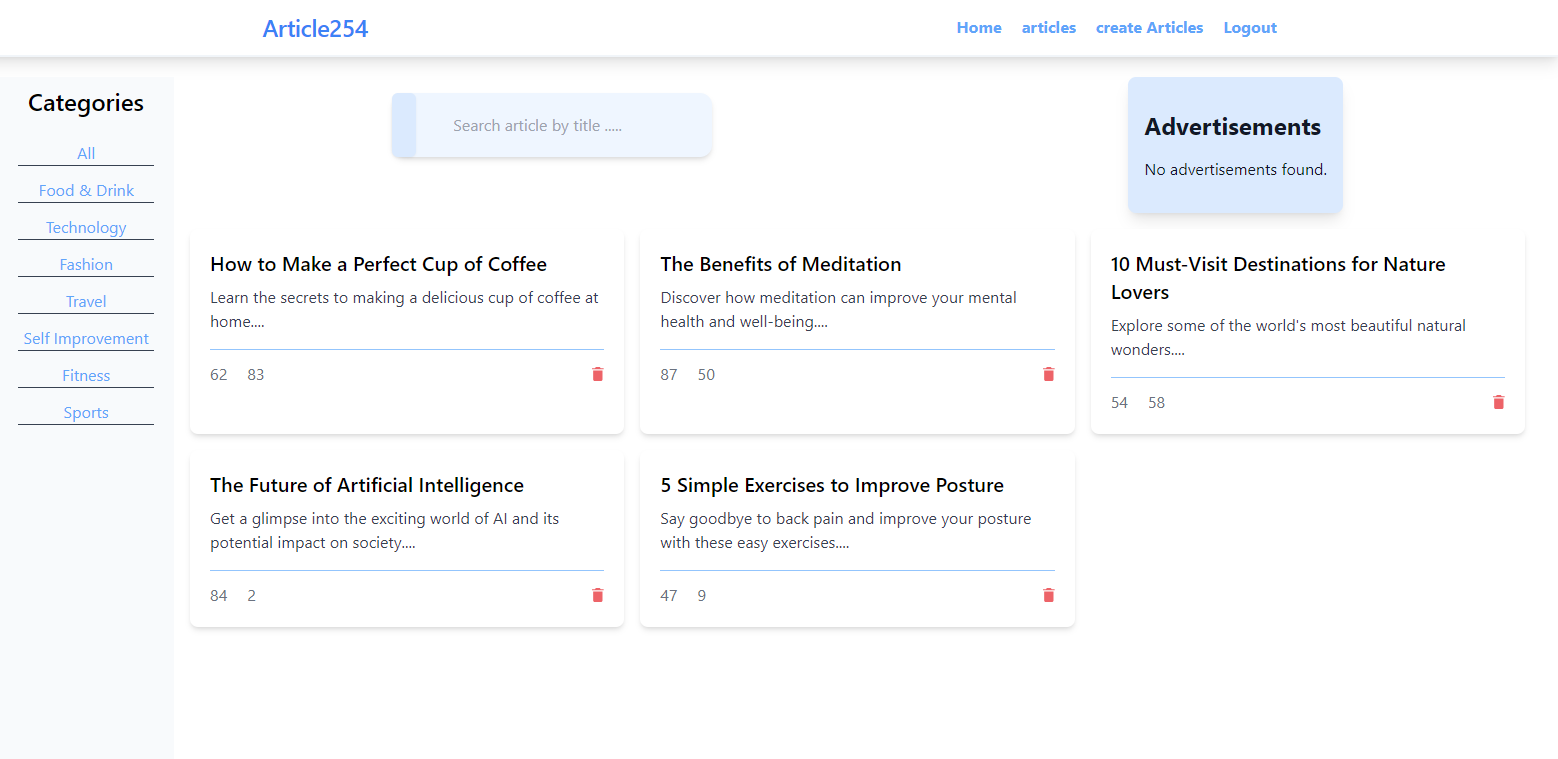 Article254
Home articles create Articles Logout
Categories
All
Food & Drink
Technology
Fashion
Travel
Self Improvement
Fitness
Sports
Search article by title .....
Advertisements
No advertisements found.
How to Make a Perfect Cup of Coffee
Learn the secrets to making a delicious cup of coffee at
home....
62 83
The Benefits of Meditation
Discover how meditation can improve your mental
health and well-being....
87 50
10 Must-Visit Destinations for Nature
Lovers
Explore some of the world's most beautiful natural
wonders....
54 58
The Future of Artificial Intelligence
Get a glimpse into the exciting world of AI and its
potential impact on society....
84 2
5 Simple Exercises to Improve Posture
Say goodbye to back pain and improve your posture
with these easy exercises....
47 9